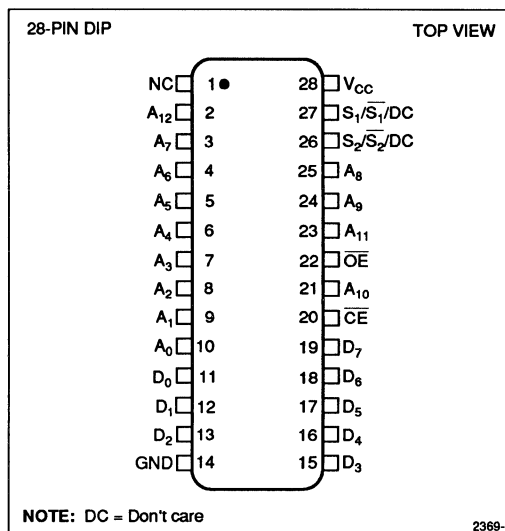 28-PIN DIP TOP VIEW
NC 1 28 VCC
A12 2 27 S1/S̅1̅/DC
A7 3 26 S2/S̅2̅/DC
A6 4 25 A8
A5 5 24 A9
A4 6 23 A11
A3 7 22 O̅E̅
A2 8 21 A10
A1 9 20 C̅E̅
A0 10 19 D7
D0 11 18 D6
D1 12 17 D5
D2 13 16 D4
GND 14 15 D3
NOTE: DC = Don't care
2369-